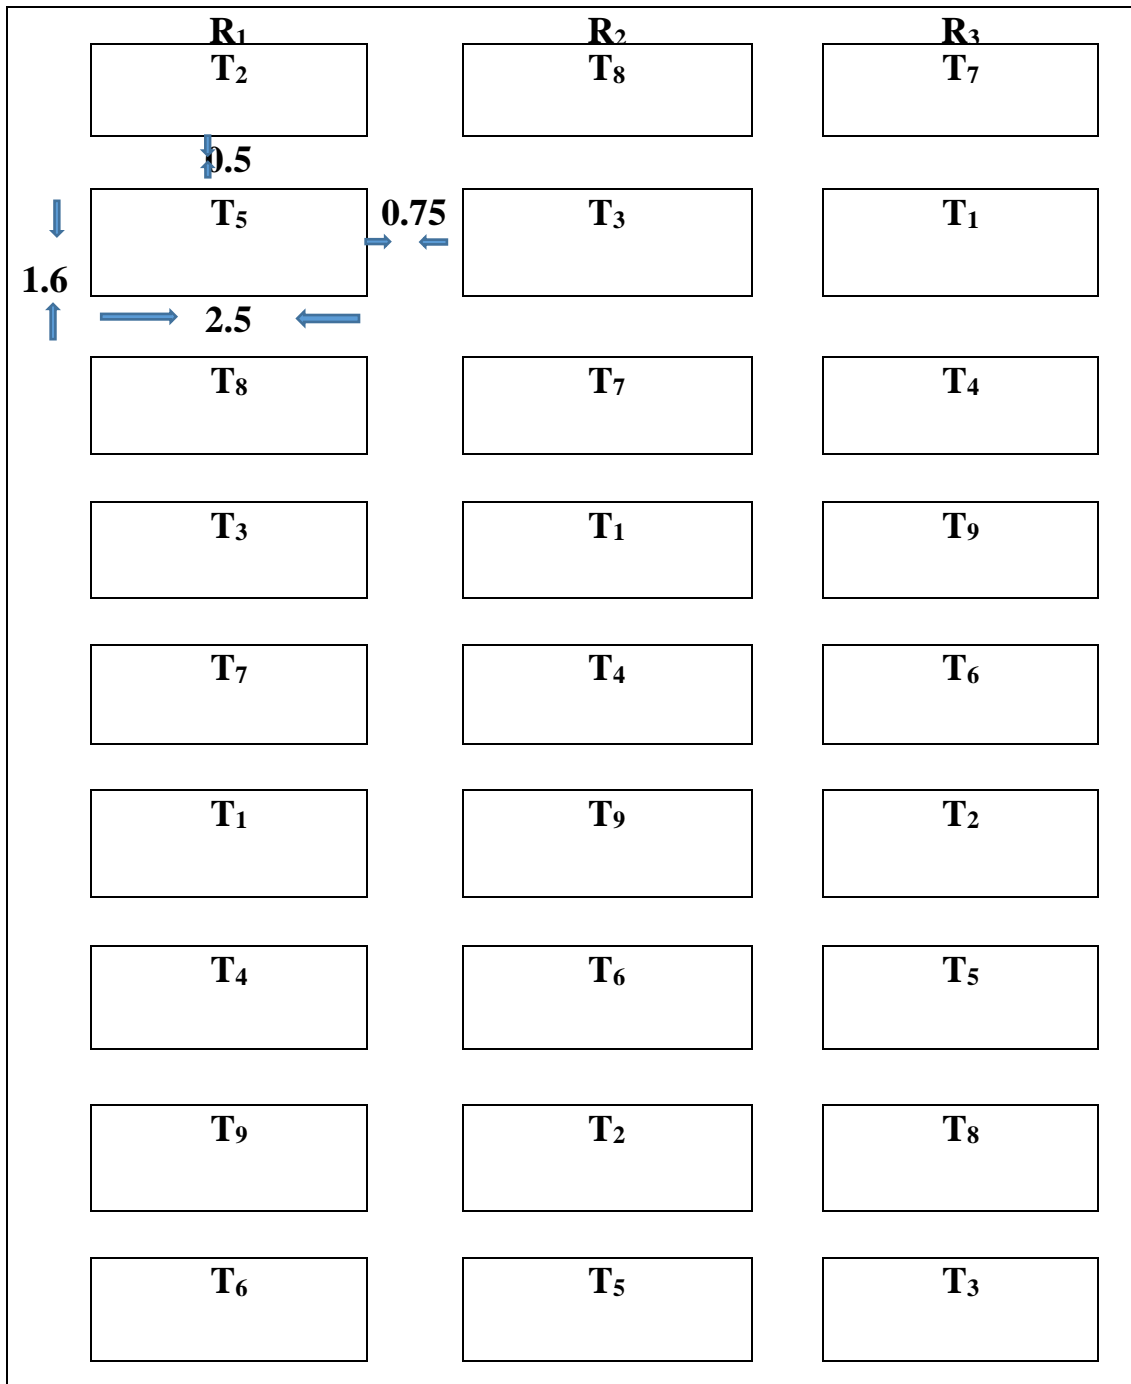 R₁ R₂ R₃
T₂ T₈ T₇
0.5
T₅ 0.75 T₃ T₁
1.6
2.5
T₈ T₇ T₄
T₃ T₁ T₉
T₇ T₄ T₆
T₁ T₉ T₂
T₄ T₆ T₅
T₉ T₂ T₈
T₆ T₅ T₃